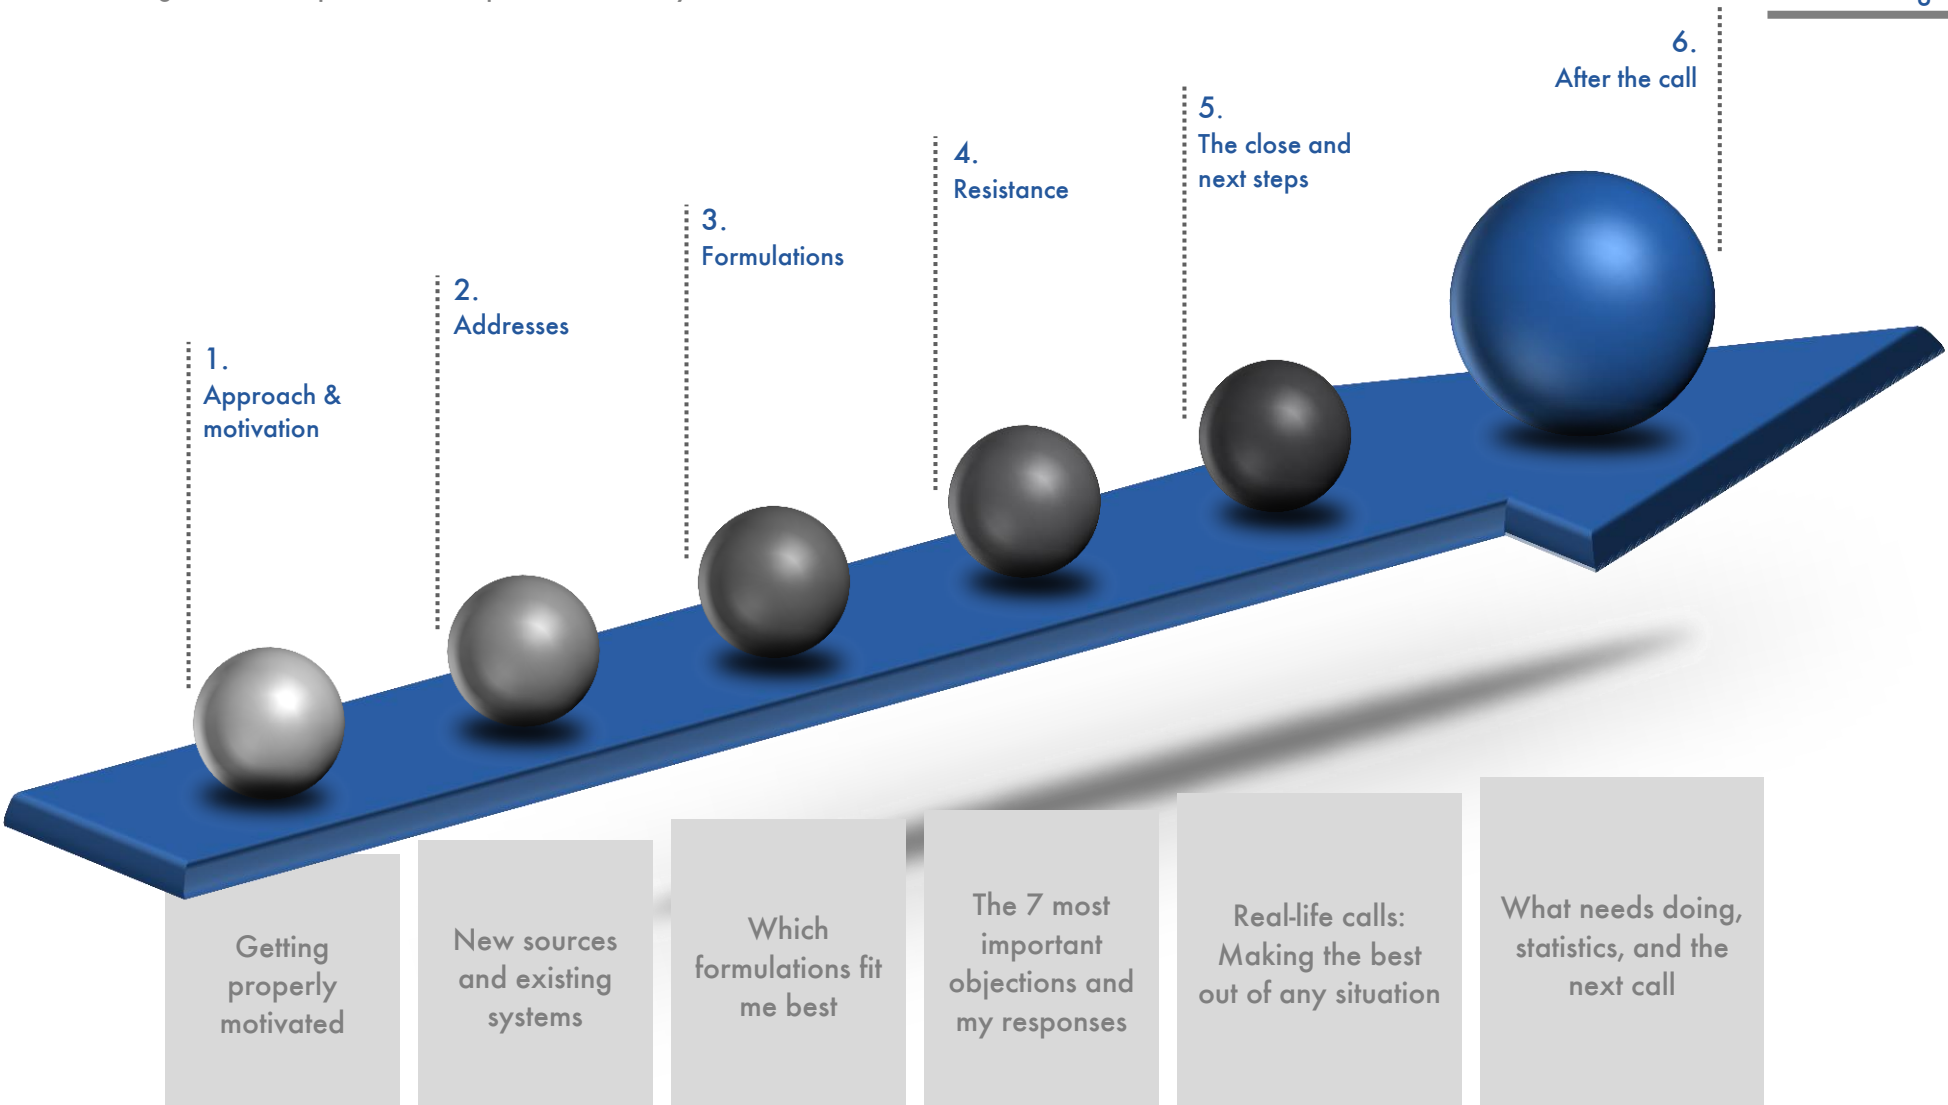 1.
Approach &
motivation
2.
Addresses
3.
Formulations
4.
Resistance
5.
The close and
next steps
6.
After the call
Getting
properly
motivated
New sources
and existing
systems
Which
formulations fit
me best
The 7 most
important
objections and
my responses
Real-life calls:
Making the best
out of any situation
What needs doing,
statistics, and the
next call